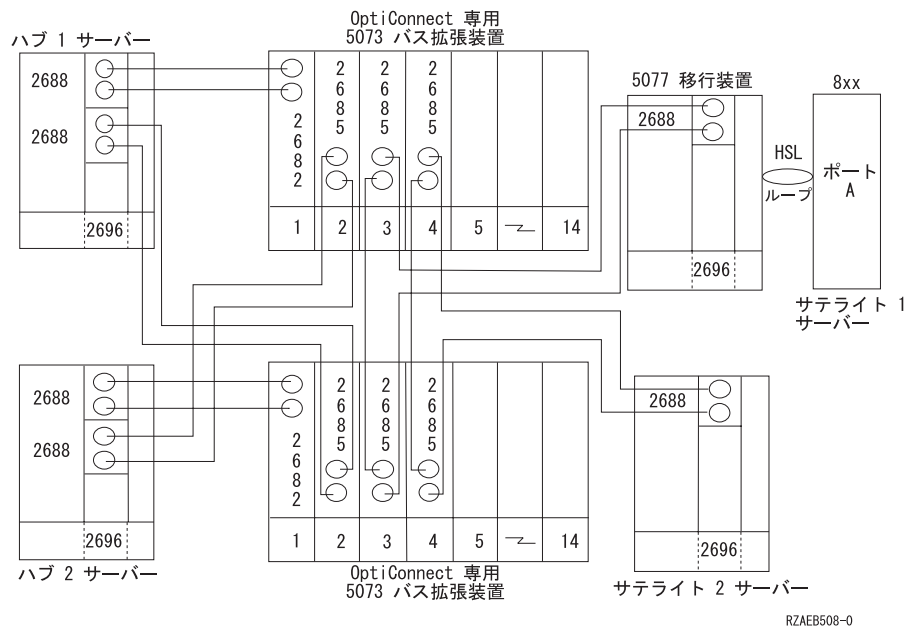 OptiConnect 専用
5073 バス拡張装置
ハブ 1 サーバー
2688
2688
2696
2682
2685
2685
2685
1
2
3
4
5
14
5077 移行装置
2688
2696
HSL
ループ
8xx
ポート
A
サテライト 1
サーバー
2688
2688
2696
ハブ 2 サーバー
2682
2685
2685
2685
1
2
3
4
5
14
OptiConnect 専用
5073 バス拡張装置
2688
2696
サテライト 2 サーバー
RZAEB508-0